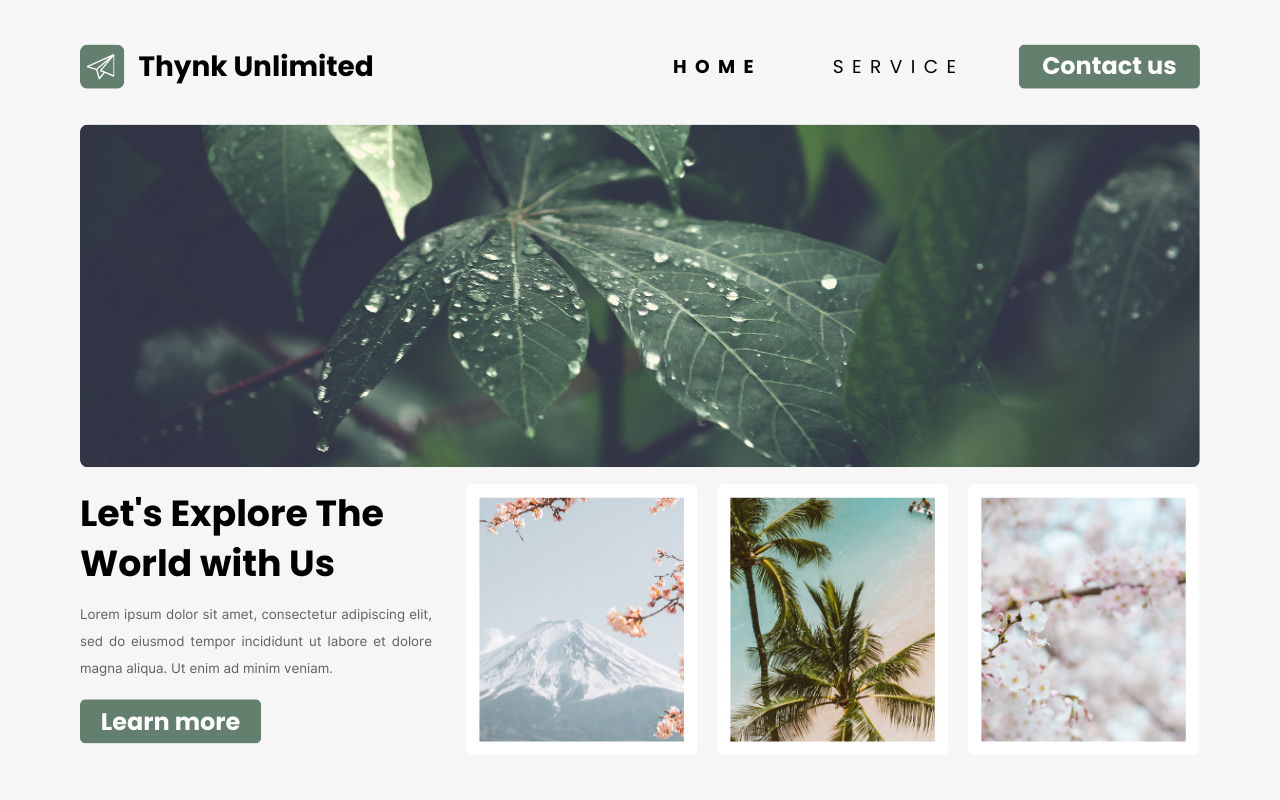 Thynk Unlimited
HOME
SERVICE
Contact us
Let's Explore The
World with Us
Lorem ipsum dolor sit amet, consectetur adipiscing elit,
sed do eiusmod tempor incididunt ut labore et dolore
magna aliqua. Ut enim ad minim veniam.
Learn more